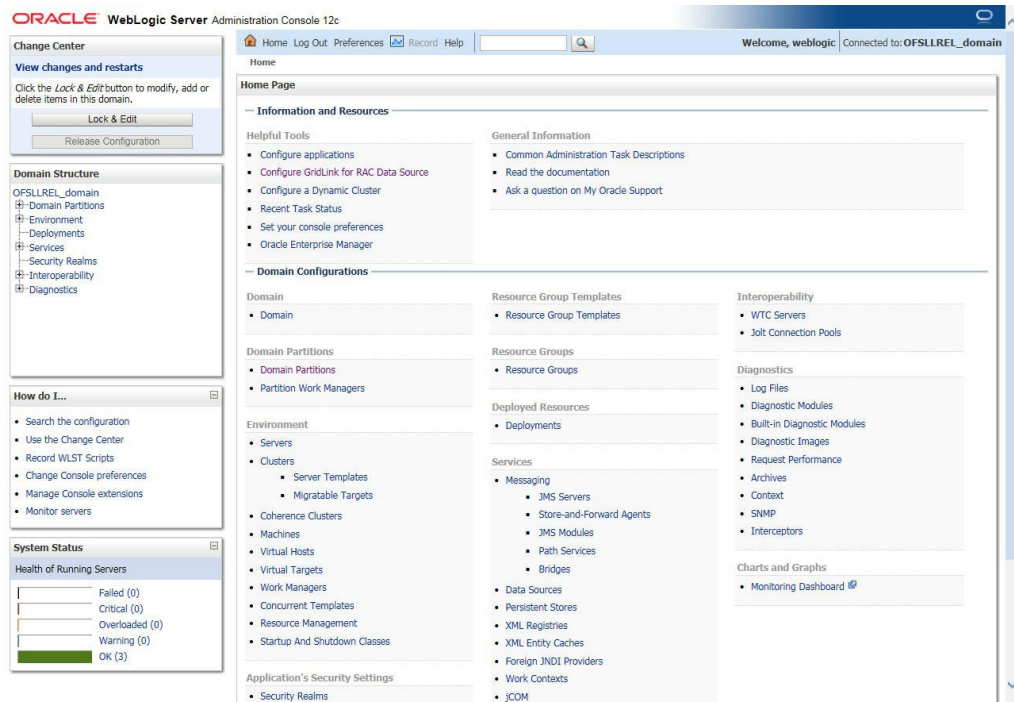 ORACLE WebLogic Server Administration Console 12c
Change Center
View changes and restarts
Click the Lock & Edit button to modify, add or
delete items in this domain.
Lock & Edit
Release Configuration
Domain Structure
OFSLLREL_domain
Domain Partitions
Environment
Deployments
Services
Security Realms
Interoperability
Diagnostics
How do I...
Search the configuration
Use the Change Center
Record WLST Scripts
Change Console preferences
Manage Console extensions
Monitor servers
System Status
Health of Running Servers
Failed (0)
Critical (0)
Overloaded (0)
Warning (0)
OK (3)
Home Log Out Preferences Record Help
Welcome, weblogic Connected to: OFSLLREL_domain
Home
Home Page
Information and Resources
Helpful Tools
Configure applications
Configure GridLink for RAC Data Source
Configure a Dynamic Cluster
Recent Task Status
Set your console preferences
Oracle Enterprise Manager
General Information
Common Administration Task Descriptions
Read the documentation
Ask a question on My Oracle Support
Domain Configurations
Domain
Domain
Domain Partitions
Domain Partitions
Partition Work Managers
Environment
Servers
Clusters
Server Templates
Migratable Targets
Coherence Clusters
Machines
Virtual Hosts
Virtual Targets
Work Managers
Concurrent Templates
Resource Management
Startup And Shutdown Classes
Application's Security Settings
Security Realms
Resource Group Templates
Resource Group Templates
Resource Groups
Resource Groups
Deployed Resources
Deployments
Services
Messaging
JMS Servers
Store-and-Forward Agents
JMS Modules
Path Services
Bridges
Data Sources
Persistent Stores
XML Registries
XML Entity Caches
Foreign JNDI Providers
Work Contexts
jCOM
Interoperability
WTC Servers
Jolt Connection Pools
Diagnostics
Log Files
Diagnostic Modules
Built-in Diagnostic Modules
Diagnostic Images
Request Performance
Archives
Context
SNMP
Interceptors
Charts and Graphs
Monitoring Dashboard